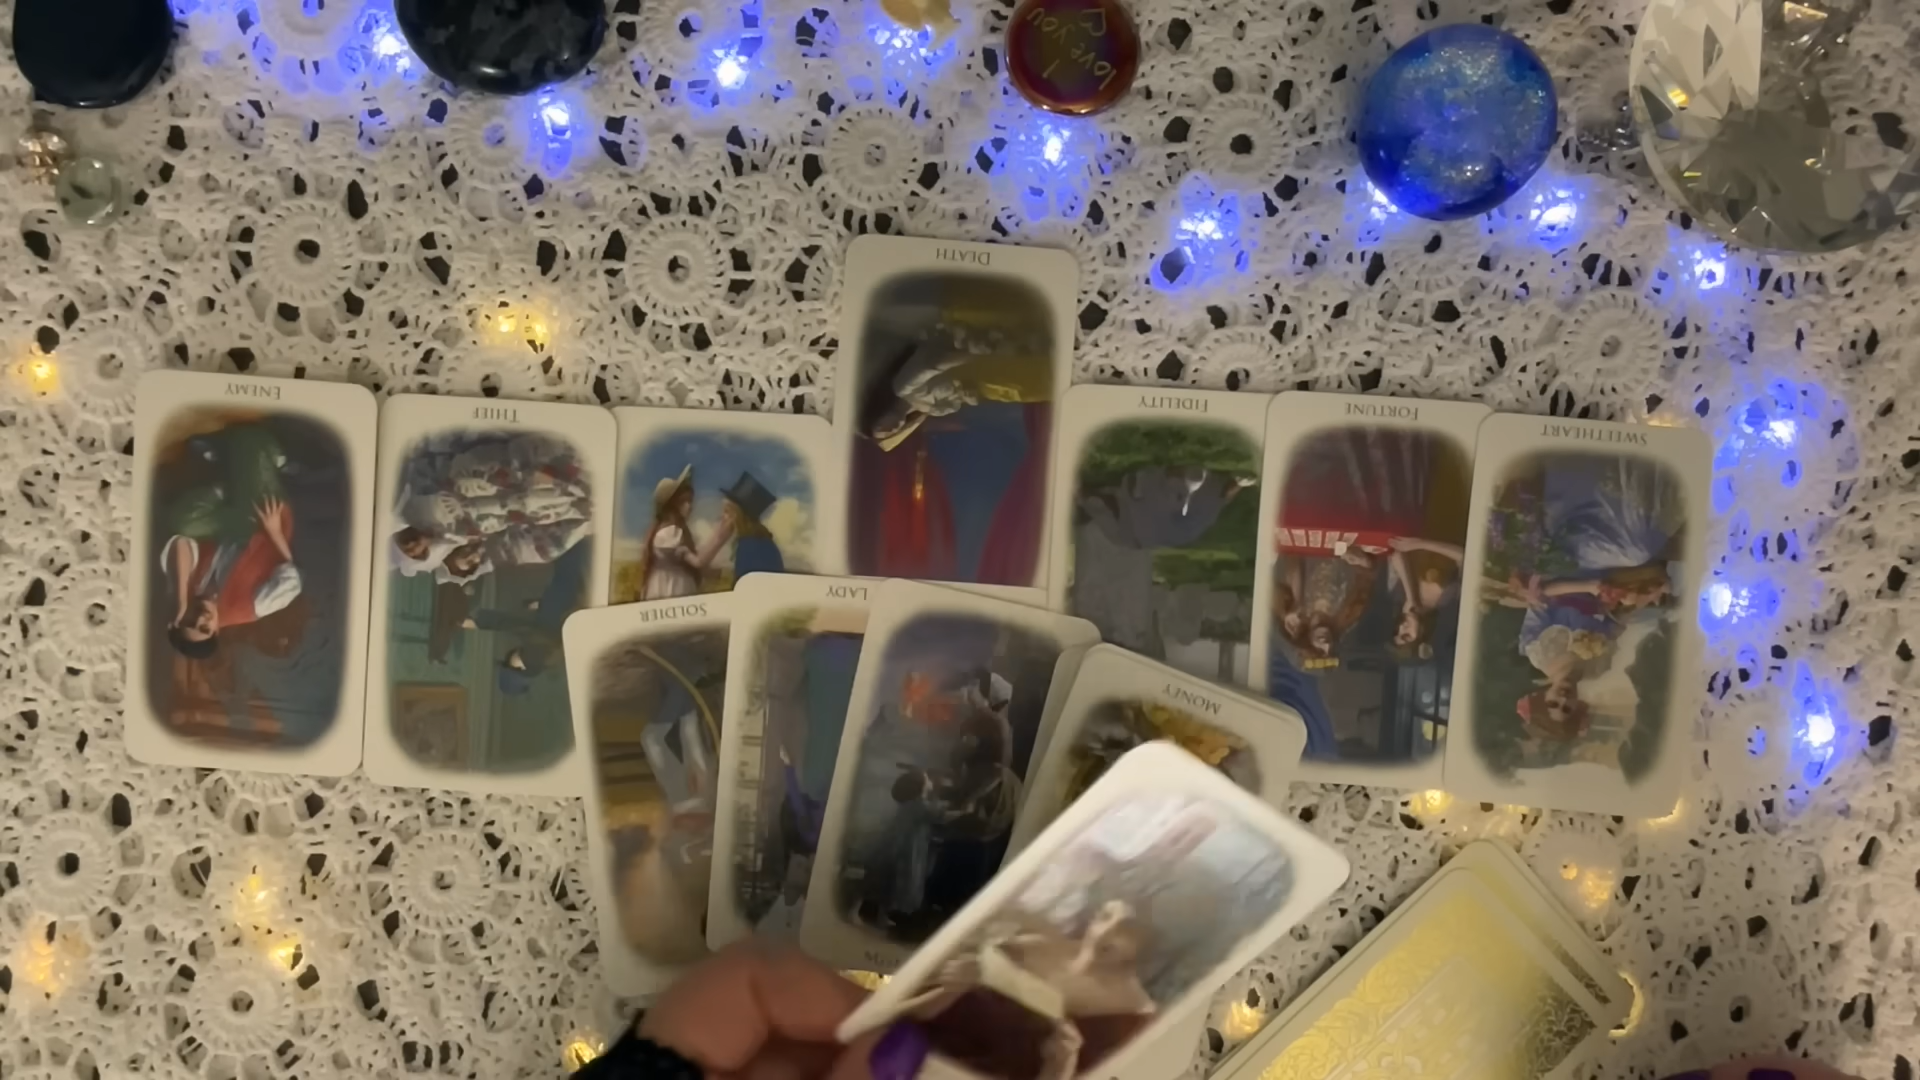 I
love you
DEATH
ENEMY
THIEF
FIDELITY
FORTUNE
SWEETHEART
SOLDIER
LADY
MONEY